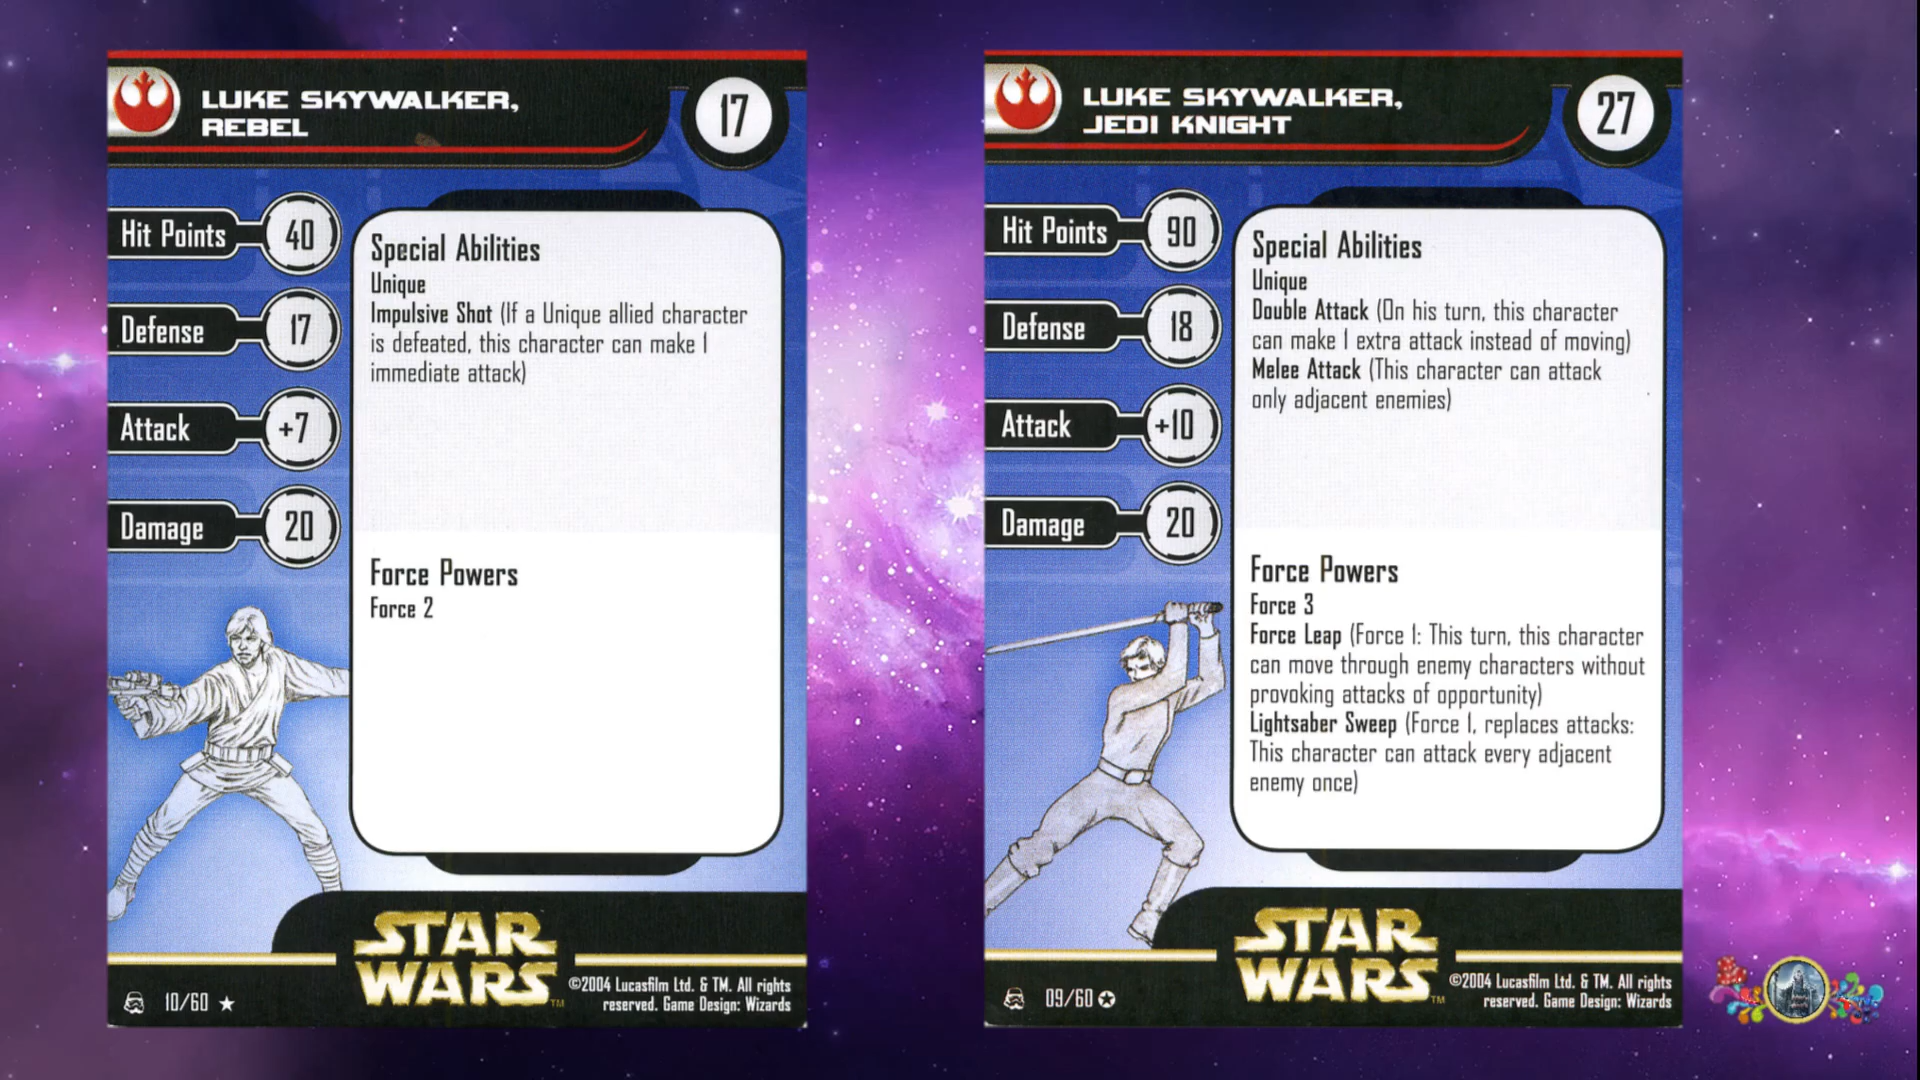 LUKE SKYWALKER,
REBEL
17
Hit Points 40
Defense 17
Attack +7
Damage 20
Special Abilities
Unique
Impulsive Shot (If a Unique allied character
is defeated, this character can make 1
immediate attack)
Force Powers
Force 2
STAR
WARS
TM
10/60
©2004 Lucasfilm Ltd. & TM. All rights
reserved. Game Design: Wizards
LUKE SKYWALKER,
JEDI KNIGHT
27
Hit Points 90
Defense 18
Attack +10
Damage 20
Special Abilities
Unique
Double Attack (On his turn, this character
can make 1 extra attack instead of moving)
Melee Attack (This character can attack
only adjacent enemies)
Force Powers
Force 3
Force Leap (Force 1: This turn, this character
can move through enemy characters without
provoking attacks of opportunity)
Lightsaber Sweep (Force 1, replaces attacks:
This character can attack every adjacent
enemy once)
STAR
WARS
TM
09/60
©2004 Lucasfilm Ltd. & TM. All rights
reserved. Game Design: Wizards